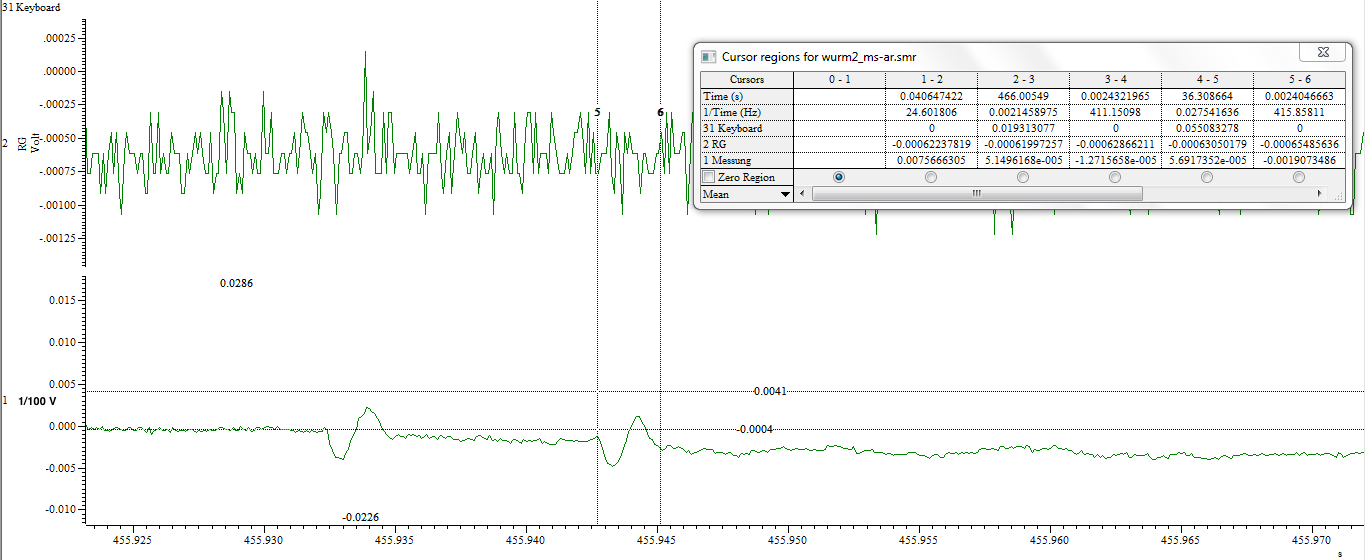 31 Keyboard
.00025
.00000
-.00025
-.00050
-.00075
-.00100
-.00125
2
RG
Volt
5
6
Cursor regions for wurm2_ms-ar.smr
Cursors 0 - 1 1 - 2 2 - 3 3 - 4 4 - 5 5 - 6
Time (s) 0.040647422 466.00549 0.0024321965 36.308664 0.0024046663
1/Time (Hz) 24.601806 0.0021458975 411.15098 0.027541636 415.85811
31 Keyboard 0 0.019313077 0 0.055083278 0
2 RG -0.00062237819 -0.00061997257 -0.00062866211 -0.00063050179 -0.00065485636
1 Messung 0.0075666305 5.1496168e-005 -1.2715658e-005 5.6917352e-005 -0.0019073486
Zero Region
Mean
0.0286
0.015
0.010
0.005
0.000
-0.005
-0.010
1 1/100 V
-0.0041
-0.0004
-0.0226
455.925 455.930 455.935 455.940 455.945 455.950 455.955 455.960 455.965 455.970
s